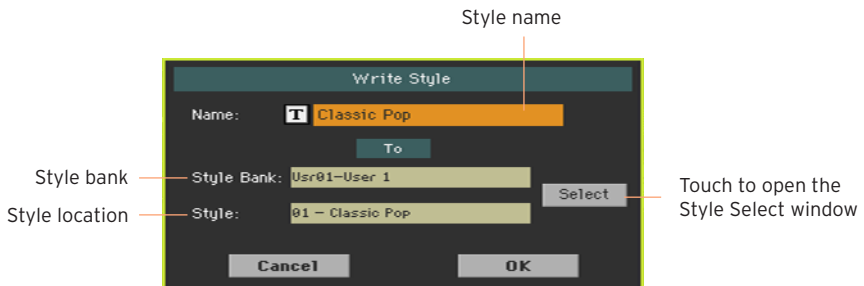 Style name
Write Style
Name: T Classic Pop
To
Style bank
Style Bank: Usr01-User 1
Select
Touch to open the
Style Select window
Style location
Style: 01 - Classic Pop
Cancel OK